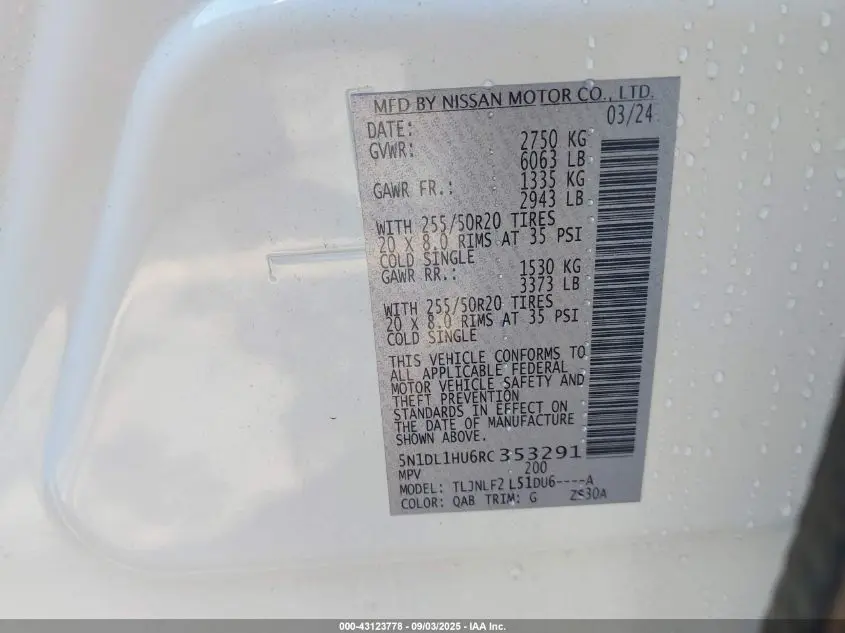 MFD BY NISSAN MOTOR CO., LTD.
DATE: 03/24
GVWR: 2750 KG
6063 LB
GAWR FR.: 1335 KG
2943 LB
WITH 255/50R20 TIRES
20 X 8.0 RIMS AT 35 PSI
COLD SINGLE
GAWR RR.: 1530 KG
3373 LB
WITH 255/50R20 TIRES
20 X 8.0 RIMS AT 35 PSI
COLD SINGLE
THIS VEHICLE CONFORMS TO
ALL APPLICABLE FEDERAL
MOTOR VEHICLE SAFETY AND
THEFT PREVENTION
STANDARDS IN EFFECT ON
THE DATE OF MANUFACTURE
SHOWN ABOVE.
5N1DL1HU6RC 353291
MPV 200
MODEL: TLJNLF2 L51DU6----A
COLOR: QAB TRIM: G ZS30A
000-43123778 - 09/03/2025 - IAA Inc.